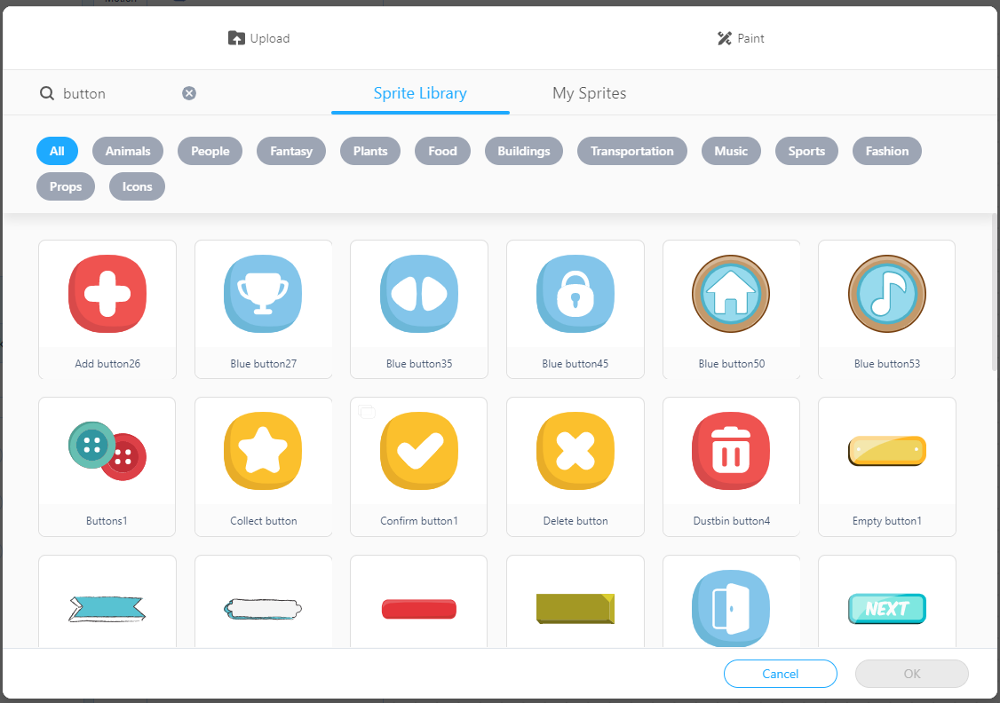 Upload
Paint
button
Sprite Library
My Sprites
All Animals People Fantasy Plants Food Buildings Transportation Music Sports Fashion
Props Icons
Add button26 Blue button27 Blue button35 Blue button45 Blue button50 Blue button53
Buttons1 Collect button Confirm button1 Delete button Dustbin button4 Empty button1
NEXT
Cancel
OK